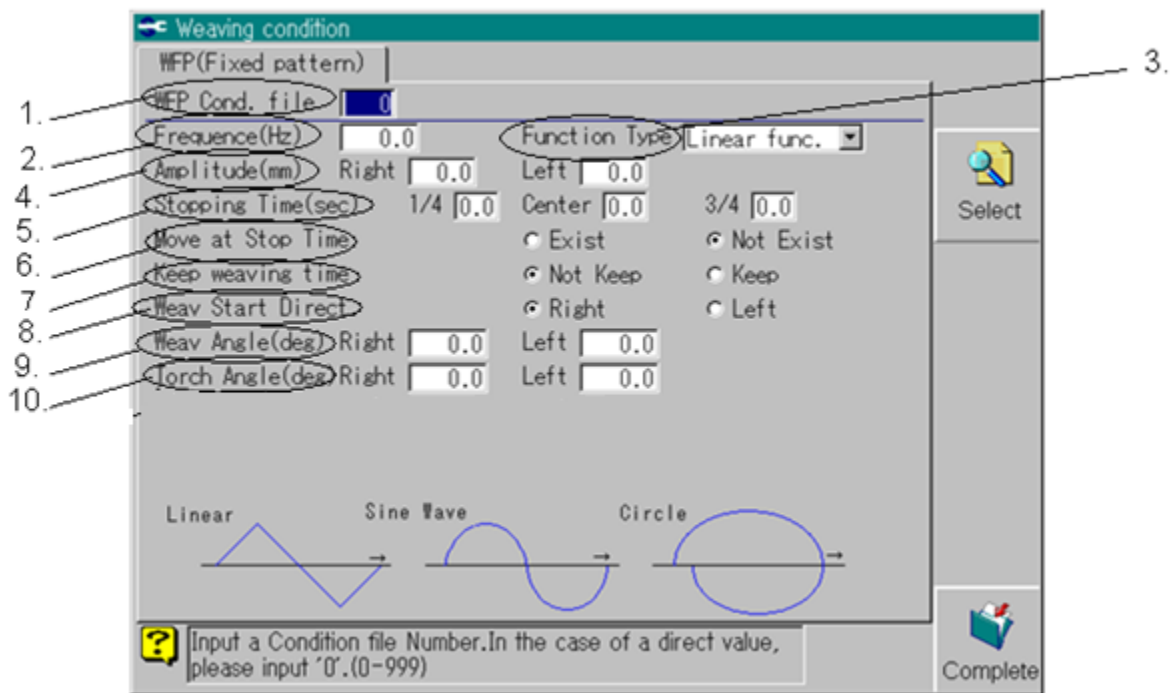 Weaving condition
WFP(Fixed pattern)
3.
1. WFP Cond. file 0
2. Frequence(Hz) 0.0 Function Type Linear func.
4. Amplitude(mm) Right 0.0 Left 0.0
5. Stopping Time(sec) 1/4 0.0 Center 0.0 3/4 0.0
Select
6. Move at Stop Time Exist Not Exist
7 Keep weaving time Not Keep Keep
8. Weav Start Direct Right Left
9. Weav Angle(deg) Right 0.0 Left 0.0
10. Torch Angle(deg) Right 0.0 Left 0.0
Linear Sine Wave Circle
Input a Condition file Number.In the case of a direct value,
please input '0'.(0-999)
Complete